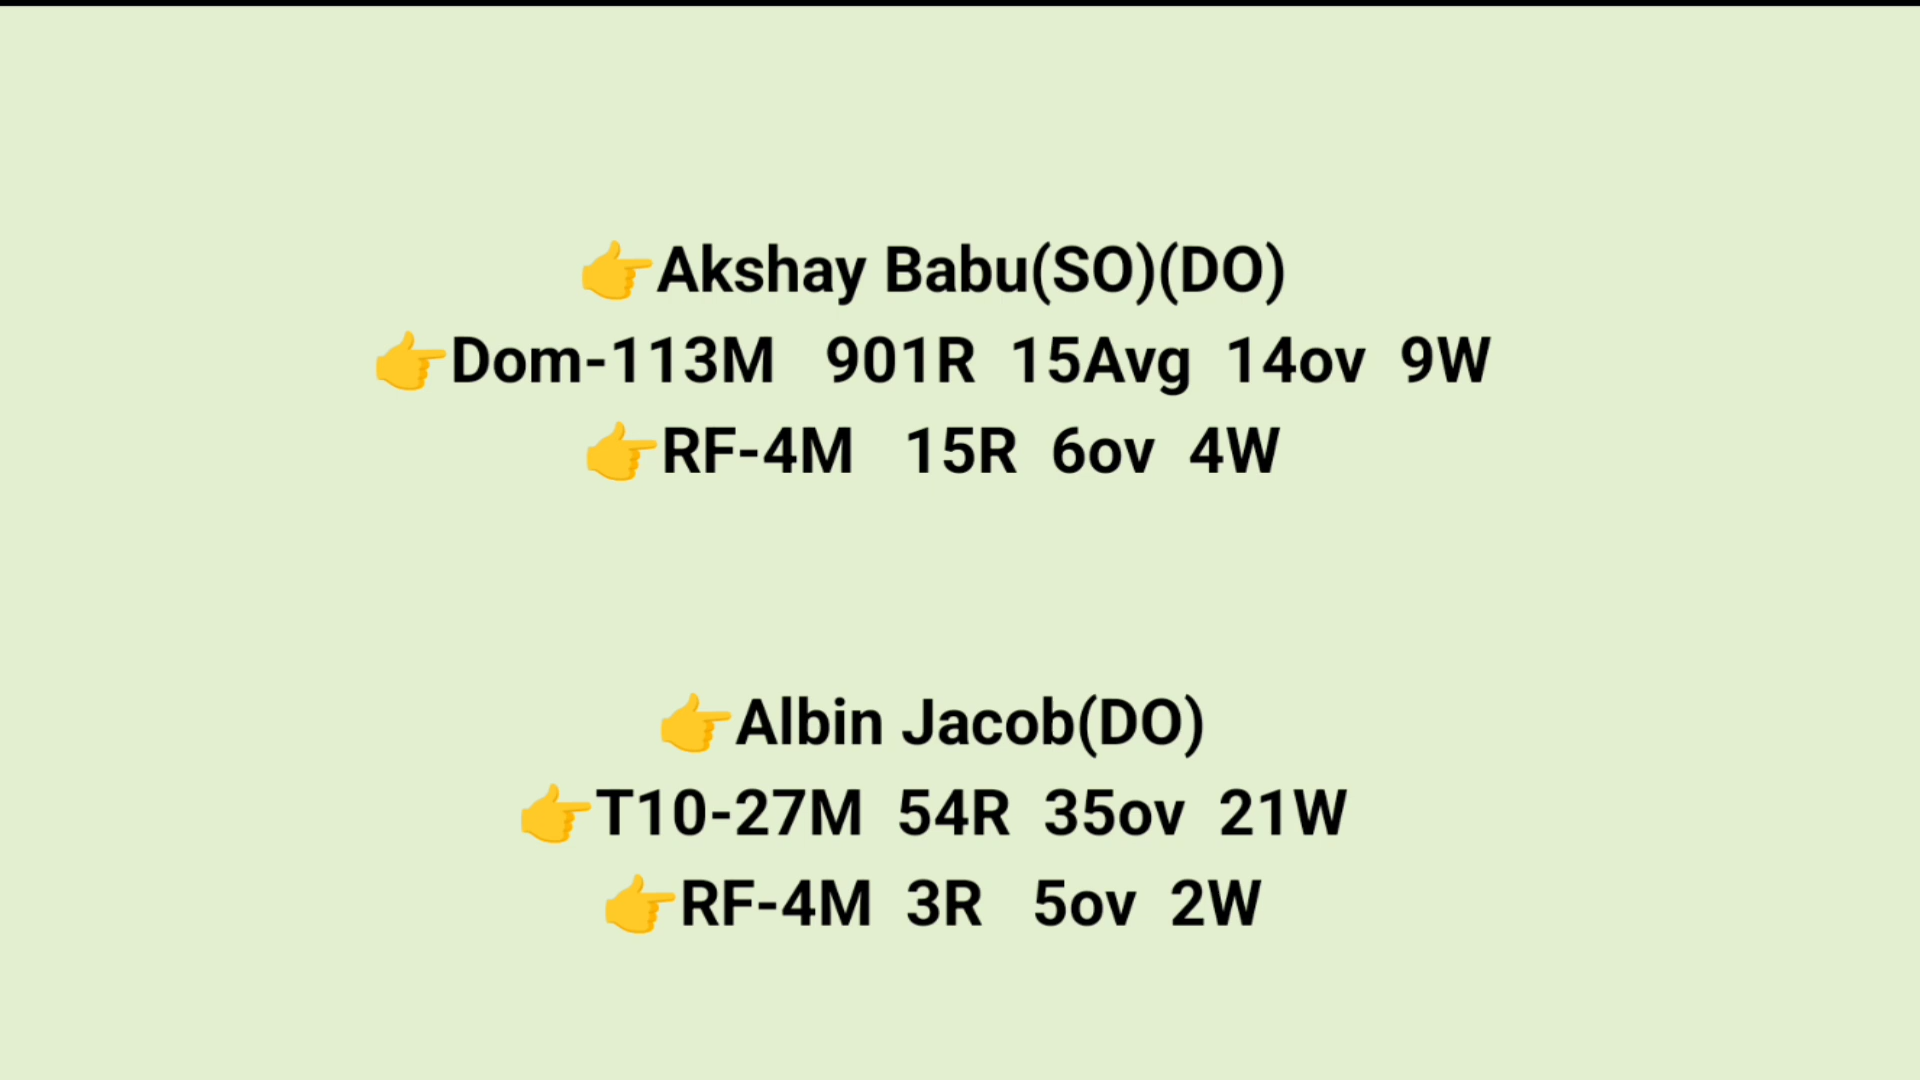 👉Akshay Babu(SO)(DO)
👉Dom-113M 901R 15Avg 14ov 9W
👉RF-4M 15R 6ov 4W
👉Albin Jacob(DO)
👉T10-27M 54R 35ov 21W
👉RF-4M 3R 5ov 2W